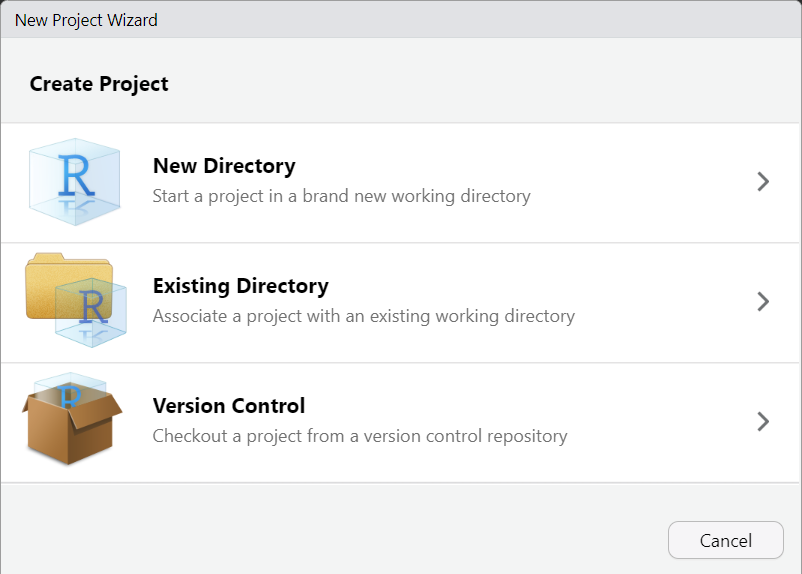 New Project Wizard
Create Project
R
New Directory
Start a project in a brand new working directory
R
Existing Directory
Associate a project with an existing working directory
R
Version Control
Checkout a project from a version control repository
Cancel